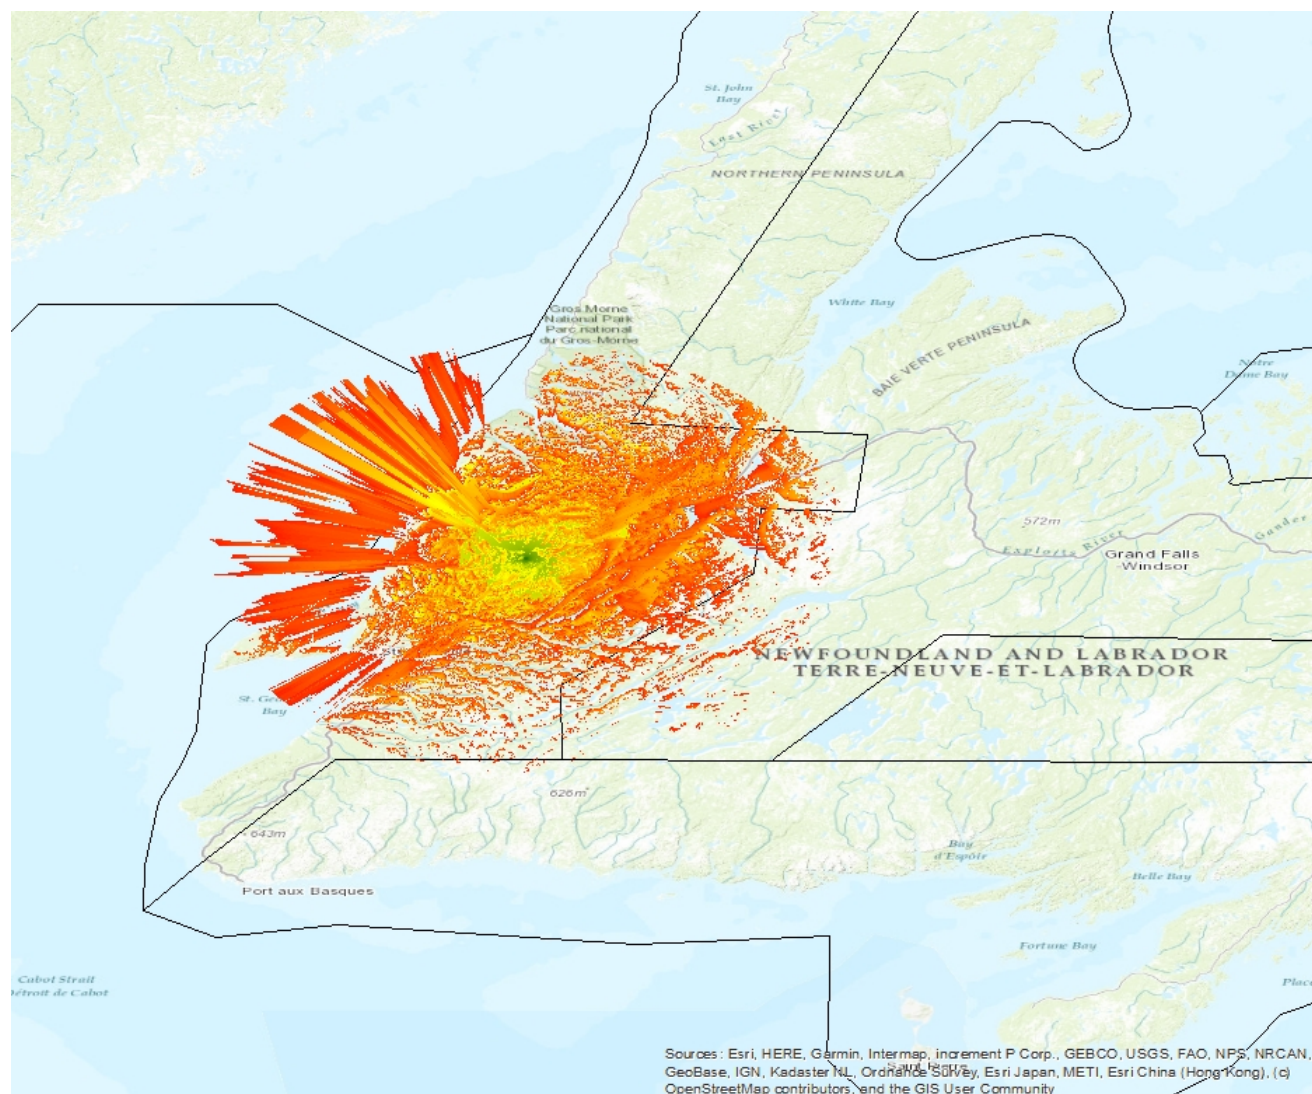 St. John
Bay
East River
NORTHERN PENINSULA
White Bay
Gros Morne
National Park
Parc national
du Gros-Morne
BAIE VERTE PENINSULA
Notre
Dame Bay
572m
Exploits River
Gander
Grand Falls
-Windsor
NEWFOUNDLAND AND LABRADOR
TERRE-NEUVE-ET-LABRADOR
Bay
626m
643m
Bay
d'Espoir
Belle Bay
Port aux Basques
Fortune Bay
Cabot Strait
étroit de Cabot
Place
Sources: Esri, HERE, Garmin, Intermap, increment P Corp., GEBCO, USGS, FAO, NPS, NRCAN,
GeoBase, IGN, Kadaster NL, Ordnance Survey, Esri Japan, METI, Esri China (Hong Kong), (c)
OpenStreetMap contributors, and the GIS User Community